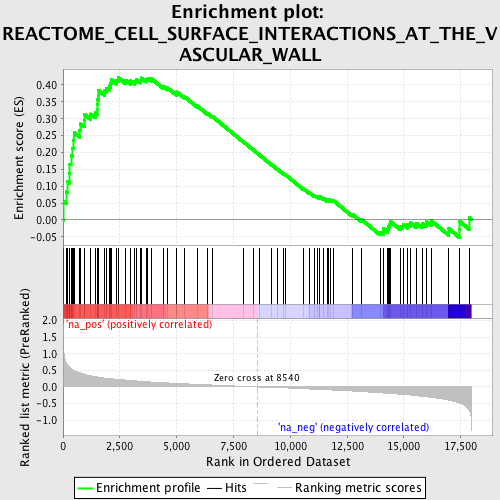 Enrichment plot:
REACTOME_CELL_SURFACE_INTERACTIONS_AT_THE_V
ASCULAR_WALL
Enrichment score (ES)
0.40
0.35
0.30
0.25
0.20
0.15
0.10
0.05
0.00
-0.05
Ranked list metric (PreRanked)
2.0
1.5
1.0
0.5
0.0
-0.5
-1.0
'na_pos' (positively correlated)
Zero cross at 8540
'na_neg' (negatively correlated)
0
2,500
5,000
7,500
10,000
12,500
15,000
17,500
Rank in Ordered Dataset
Enrichment profile
Hits
Ranking metric scores